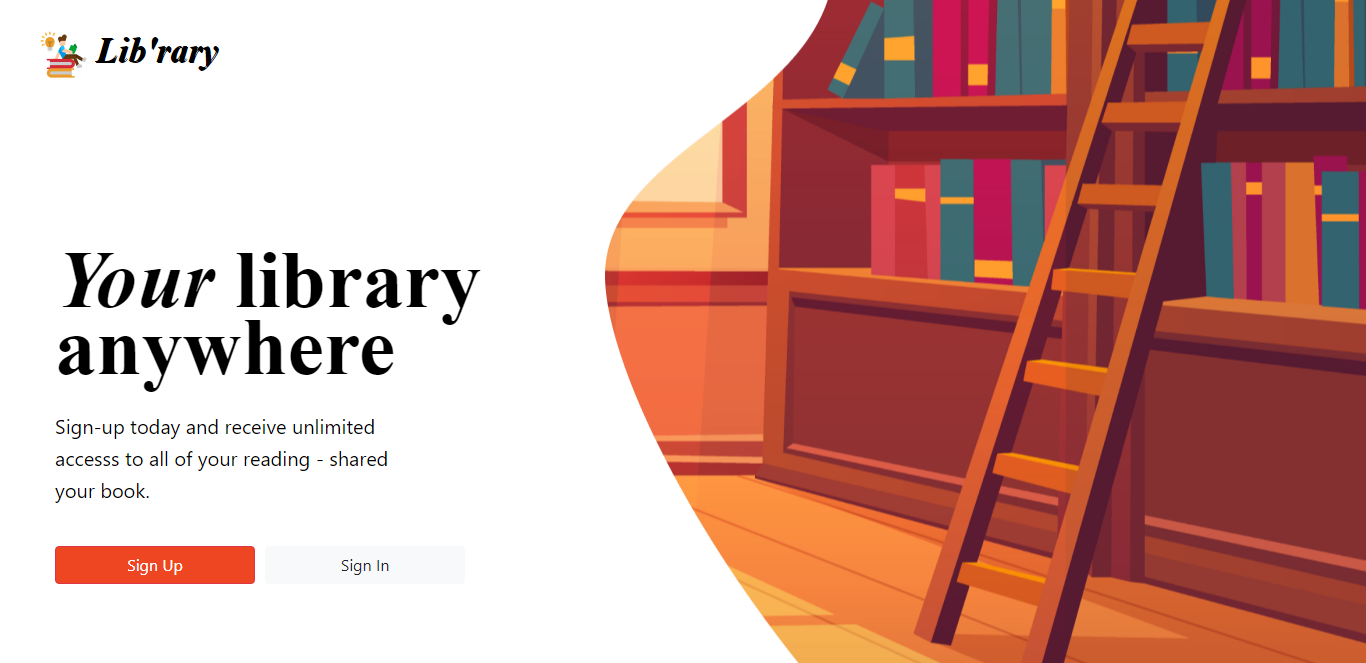 Lib'rary
Your library
anywhere
Sign-up today and receive unlimited
accesss to all of your reading - shared
your book.
Sign Up
Sign In